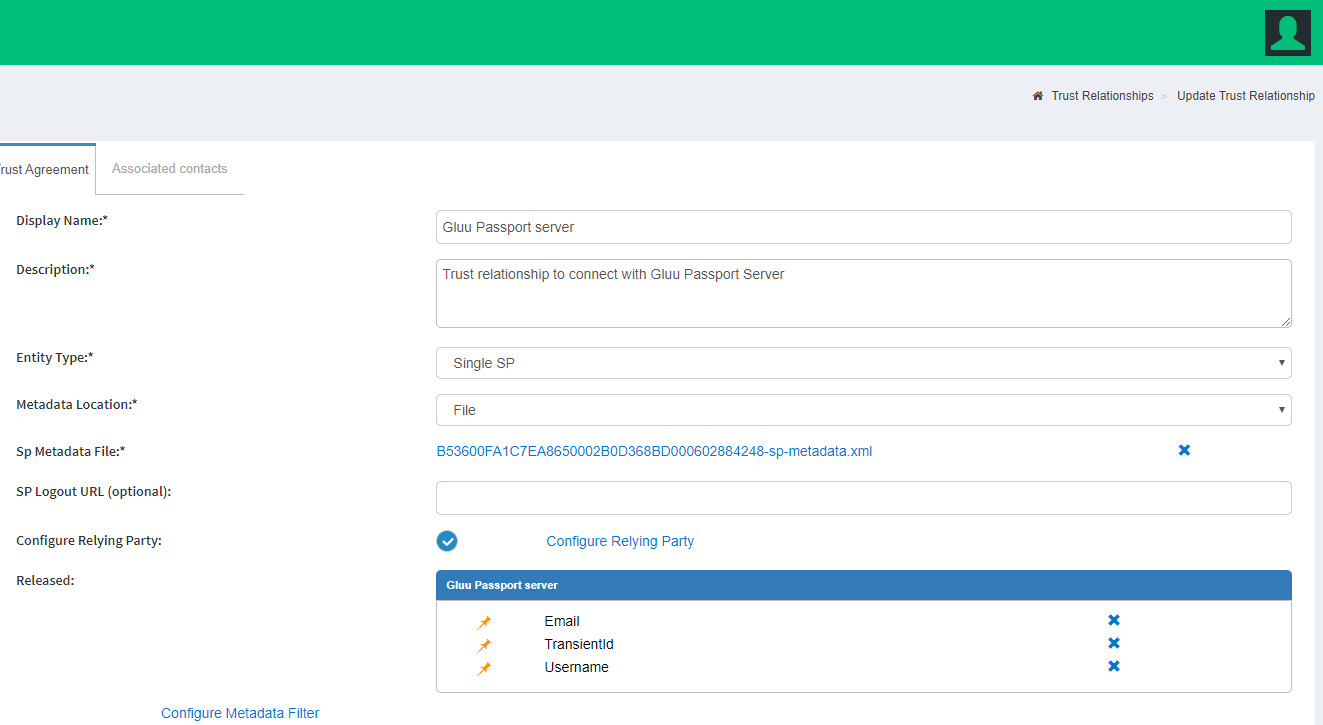 Trust Relationships > Update Trust Relationship
rust Agreement Associated contacts
Display Name:* Gluu Passport server
Description:* Trust relationship to connect with Gluu Passport Server
Entity Type:* Single SP
Metadata Location:* File
Sp Metadata File:* B53600FA1C7EA8650002B0D368BD000602884248-sp-metadata.xml
SP Logout URL (optional):
Configure Relying Party: Configure Relying Party
Released: Gluu Passport server
Email
TransientId
Username
Configure Metadata Filter